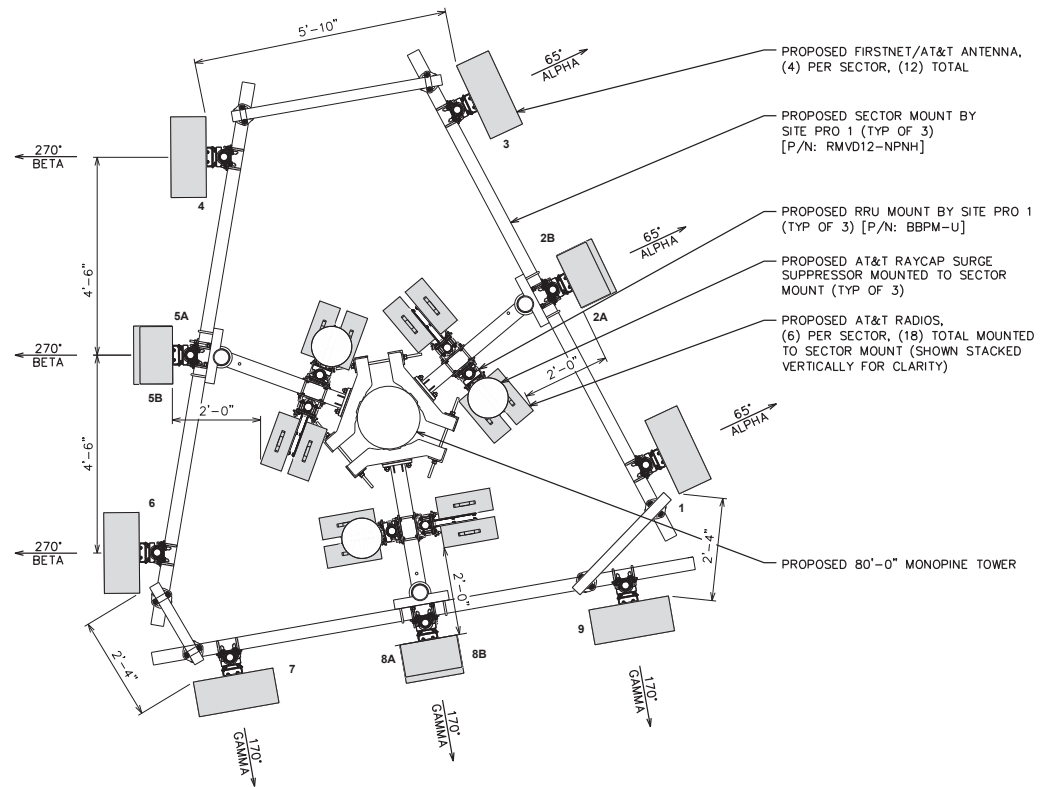 5'-10"
65°
ALPHA
3
4
270°
BETA
4'-6"
PROPOSED FIRSTNET/AT&T ANTENNA,
(4) PER SECTOR, (12) TOTAL
PROPOSED SECTOR MOUNT BY
SITE PRO 1 (TYP OF 3)
[P/N: RMVD12-NPNH]
PROPOSED RRU MOUNT BY SITE PRO 1
(TYP OF 3) [P/N: BBPM-U]
PROPOSED AT&T RAYCAP SURGE
SUPPRESSOR MOUNTED TO SECTOR
MOUNT (TYP OF 3)
PROPOSED AT&T RADIOS,
(6) PER SECTOR, (18) TOTAL MOUNTED
TO SECTOR MOUNT (SHOWN STACKED
VERTICALLY FOR CLARITY)
2B
65°
ALPHA
2A
2'-0"
5A
270°
BETA
5B
2'-0"
4'-6"
65°
ALPHA
1
6
270°
BETA
2'-4"
PROPOSED 80'-0" MONOPINE TOWER
2'-0"
9
2'-4"
7
8A
8B
170°
GAMMA
170°
GAMMA
170°
GAMMA